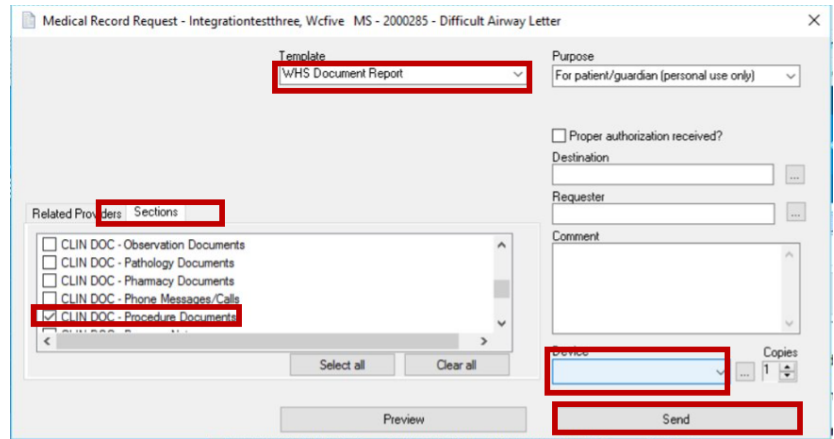 Medical Record Request - Integrationtestthree, Wcfive MS - 2000285 - Difficult Airway Letter
Template
WHS Document Report
Purpose
For patient/guardian (personal use only)
Proper authorization received?
Destination
...
Requester
...
Comment
Related Providers
Sections
CLIN DOC - Observation Documents
CLIN DOC - Pathology Documents
CLIN DOC - Pharmacy Documents
CLIN DOC - Phone Messages/Calls
CLIN DOC - Procedure Documents
Select all
Clear all
Device
...
Copies
1
Preview
Send